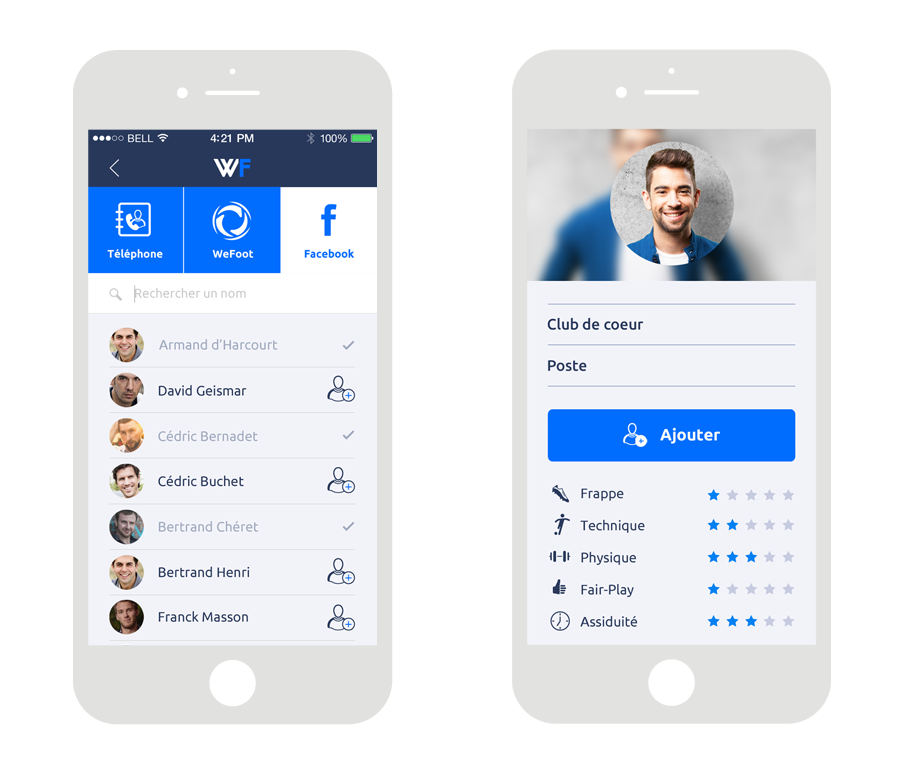 BELL 4:21 PM 100%
WF
Téléphone WeFoot Facebook
Rechercher un nom
Armand d'Harcourt
David Geismar
Cédric Bernadet
Cédric Buchet
Bertrand Chéret
Bertrand Henri
Franck Masson
Club de coeur
Poste
Ajouter
Frappe
Technique
Physique
Fair-Play
Assiduité